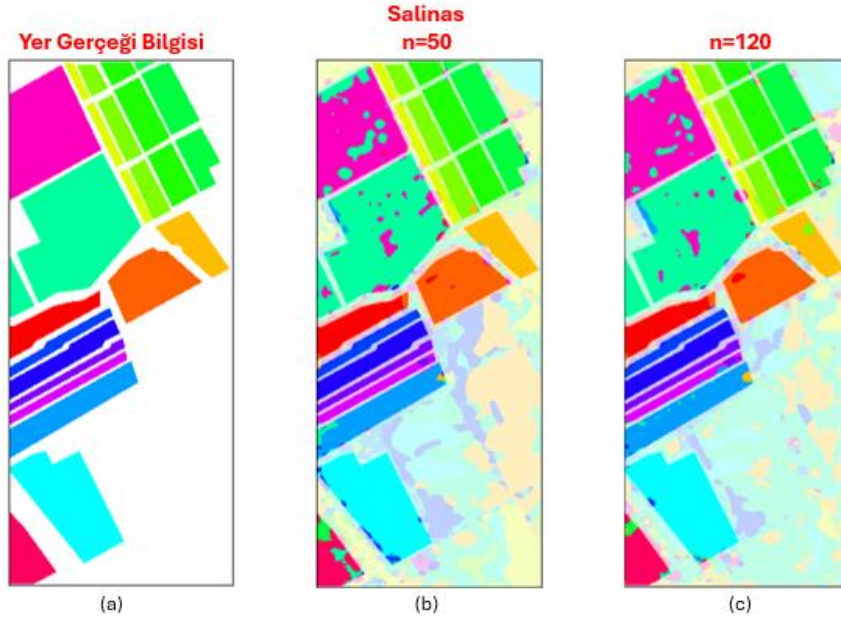 Yer Gerçeği Bilgisi
Salinas
n=50
n=120
(a)
(b)
(c)